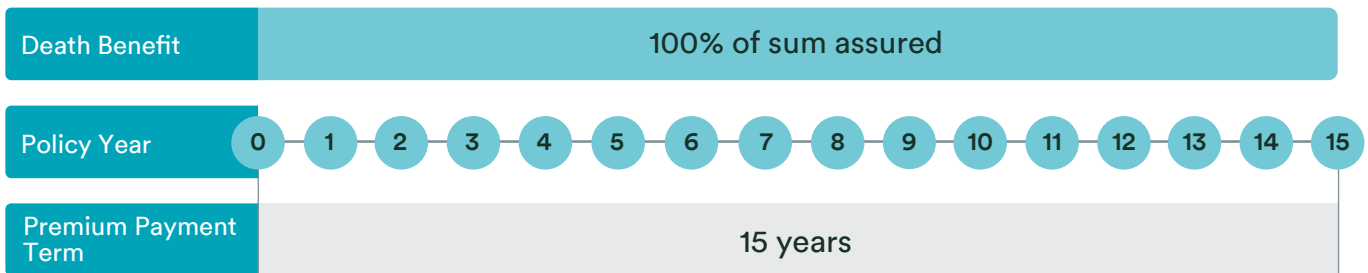 Death Benefit
100% of sum assured
Policy Year
0 1 2 3 4 5 6 7 8 9 10 11 12 13 14 15
Premium Payment
Term
15 years